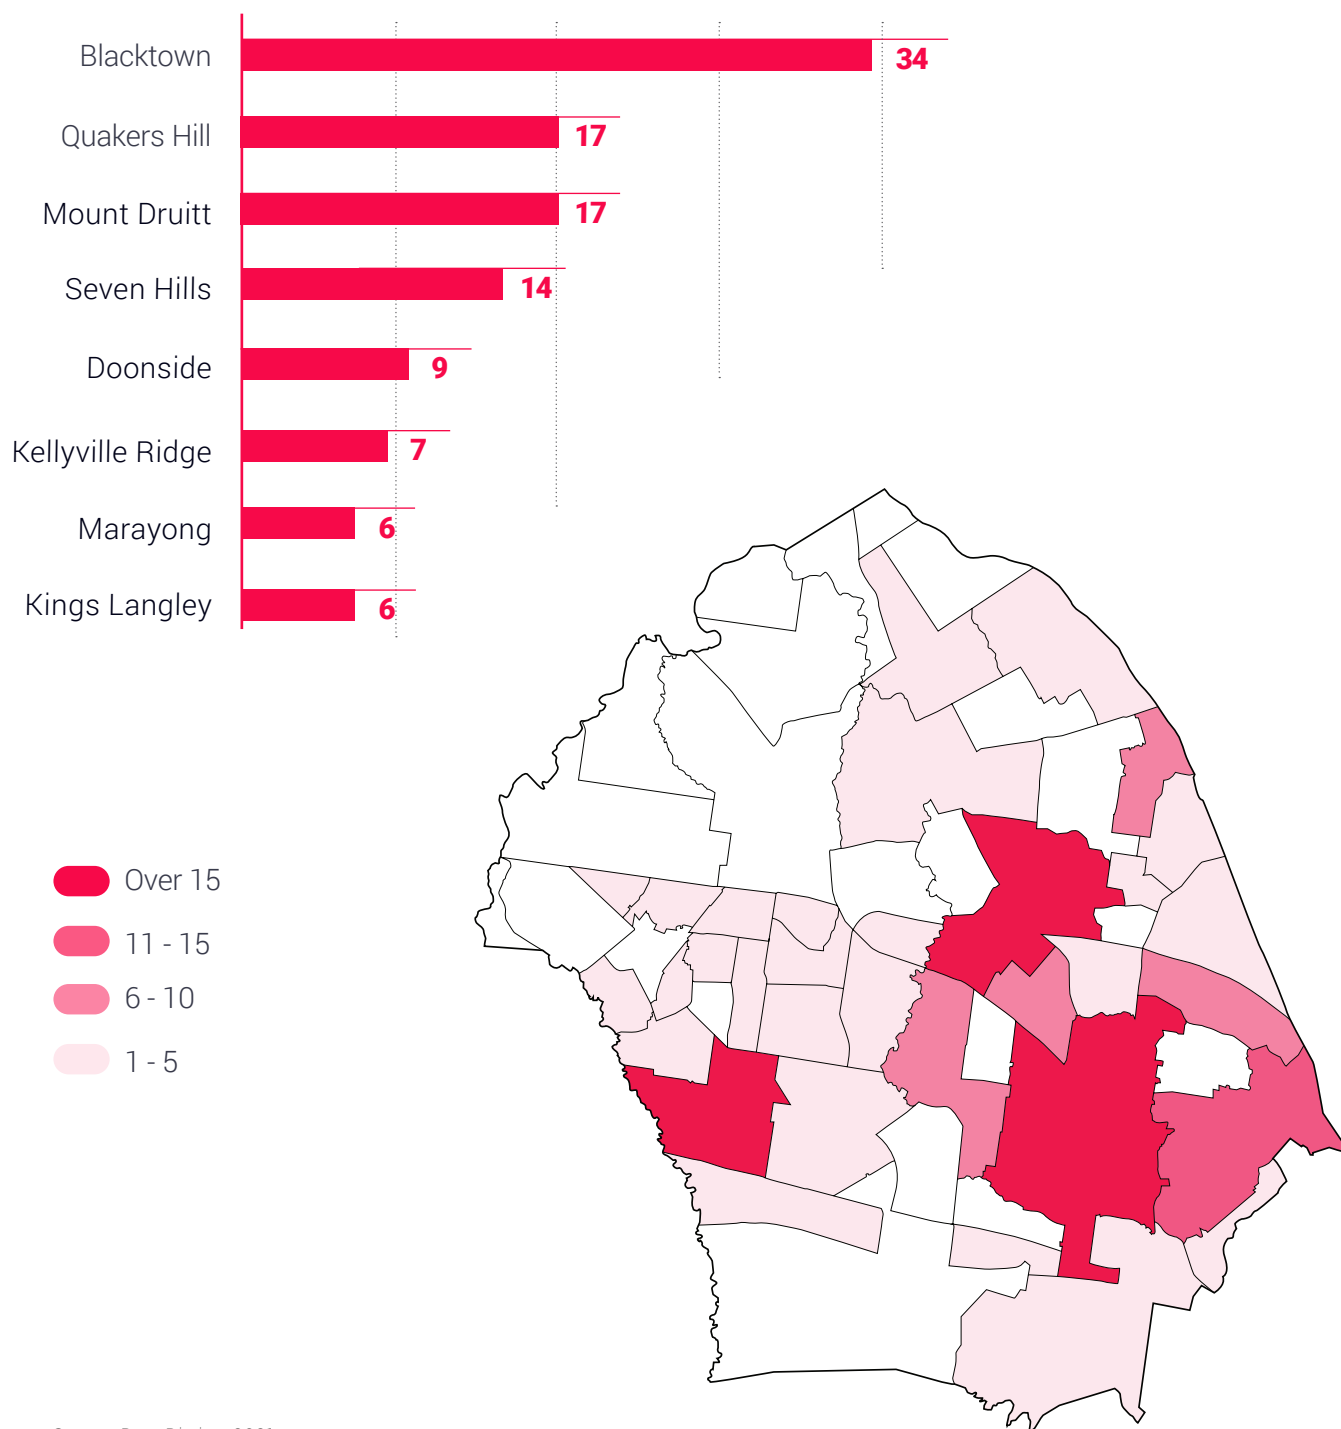 Blacktown 34
Quakers Hill 17
Mount Druitt 17
Seven Hills 14
Doonside 9
Kellyville Ridge 7
Marayong 6
Kings Langley 6
Over 15
11 - 15
6 - 10
1 - 5